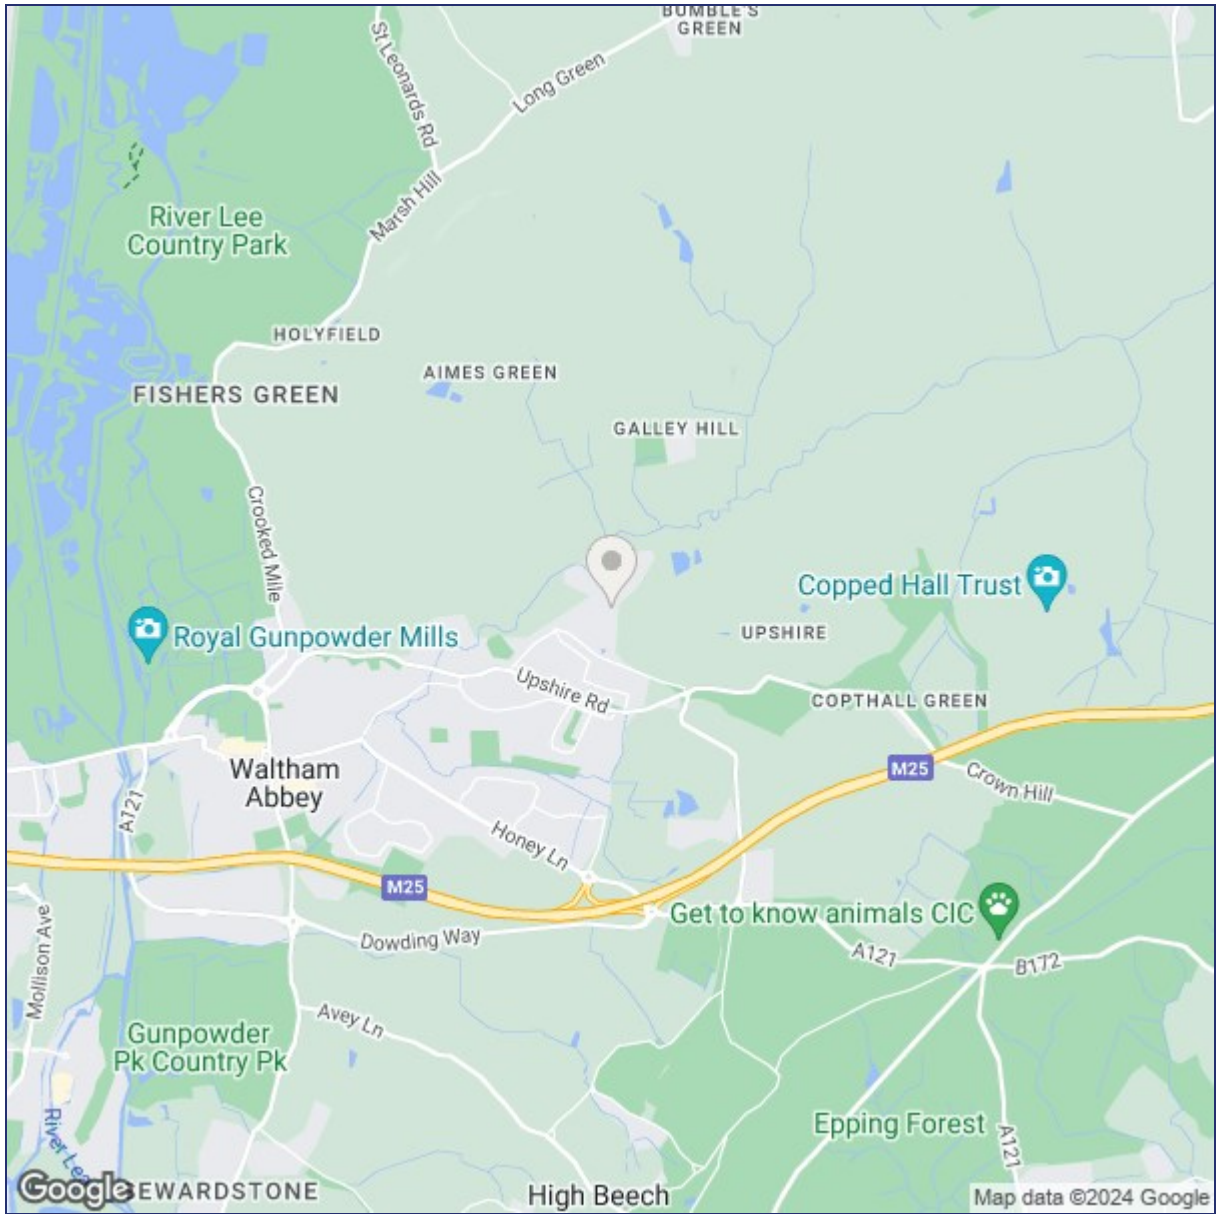 BUMBLE'S
GREEN
St Leonards Rd
Long Green
Marsh Hill
River Lee
Country Park
HOLYFIELD
AIMES GREEN
FISHERS GREEN
GALLEY HILL
Crooked Mile
Copped Hall Trust
Royal Gunpowder Mills
UPSHIRE
Upshire Rd
COPTHALL GREEN
M25
Waltham
Abbey
Crown Hill
A121
Honey Ln
M25
Get to know animals CIC
Mollison Ave
Dowding Way
A121
B172
Avey Ln
Gunpowder
Pk Country Pk
Epping Forest
River Lee
A121
Google
SEWARDSTONE
High Beech
Map data ©2024 Google